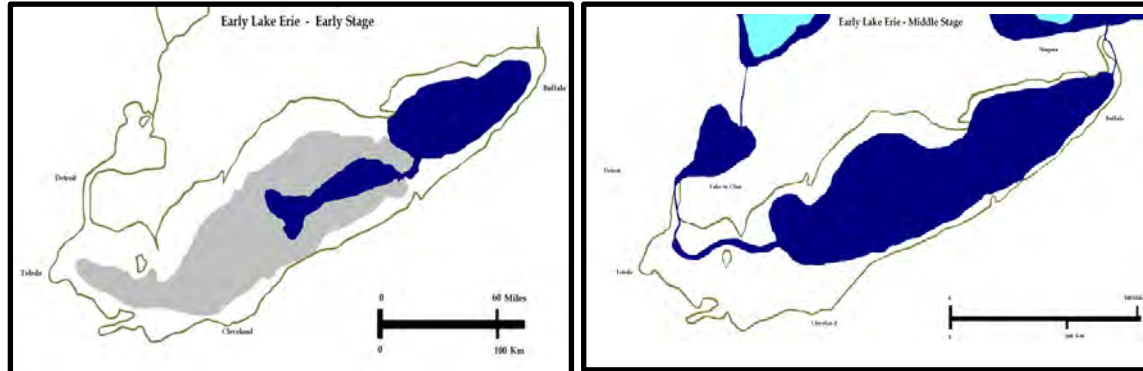 Early Lake Erie - Early Stage
Buffalo
Detroit
Toledo
Cleveland
0 60 Miles
0 100 Km
Early Lake Erie - Middle Stage
Niagara
Buffalo
Detroit
Lake St. Clair
Toledo
Cleveland